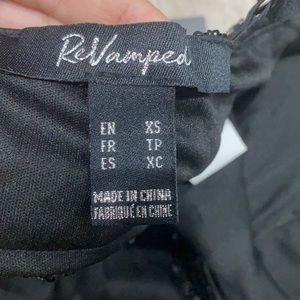 ReVamped
EN XS
FR TP
ES XC
MADE IN CHINA
FABRIQUÉ EN CHINE